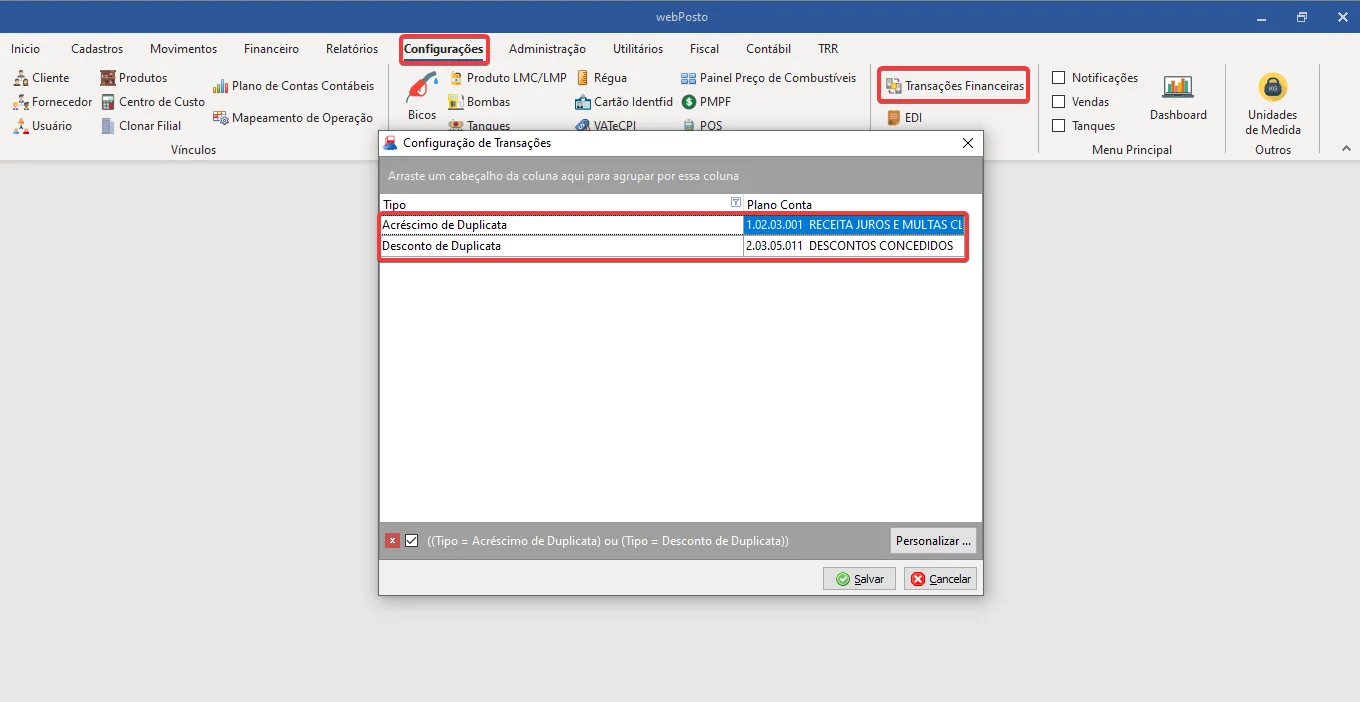 webPosto
Inicio Cadastros Movimentos Financeiro Relatórios Configurações Administração Utilitários Fiscal Contábil TRR
Cliente Produtos Plano de Contas Contábeis Produto LMC/LMP Régua Painel Preço de Combustíveis Transações Financeiras Notificações
Fornecedor Centro de Custo Bicos Bombas Cartão Identfid PMPF Vendas Dashboard Unidades de Medida
Usuário Clonar Filial Mapeamento de Operação Tanques VATeCPI POS EDI Tanques
Vínculos Menu Principal Outros
Configuração de Transações
Arraste um cabeçalho da coluna aqui para agrupar por essa coluna
Tipo Plano Conta
Acréscimo de Duplicata 1.02.03.001 RECEITA JUROS E MULTAS CL
Desconto de Duplicata 2.03.05.011 DESCONTOS CONCEDIDOS
((Tipo = Acréscimo de Duplicata) ou (Tipo = Desconto de Duplicata)) Personalizar ...
Salvar Cancelar